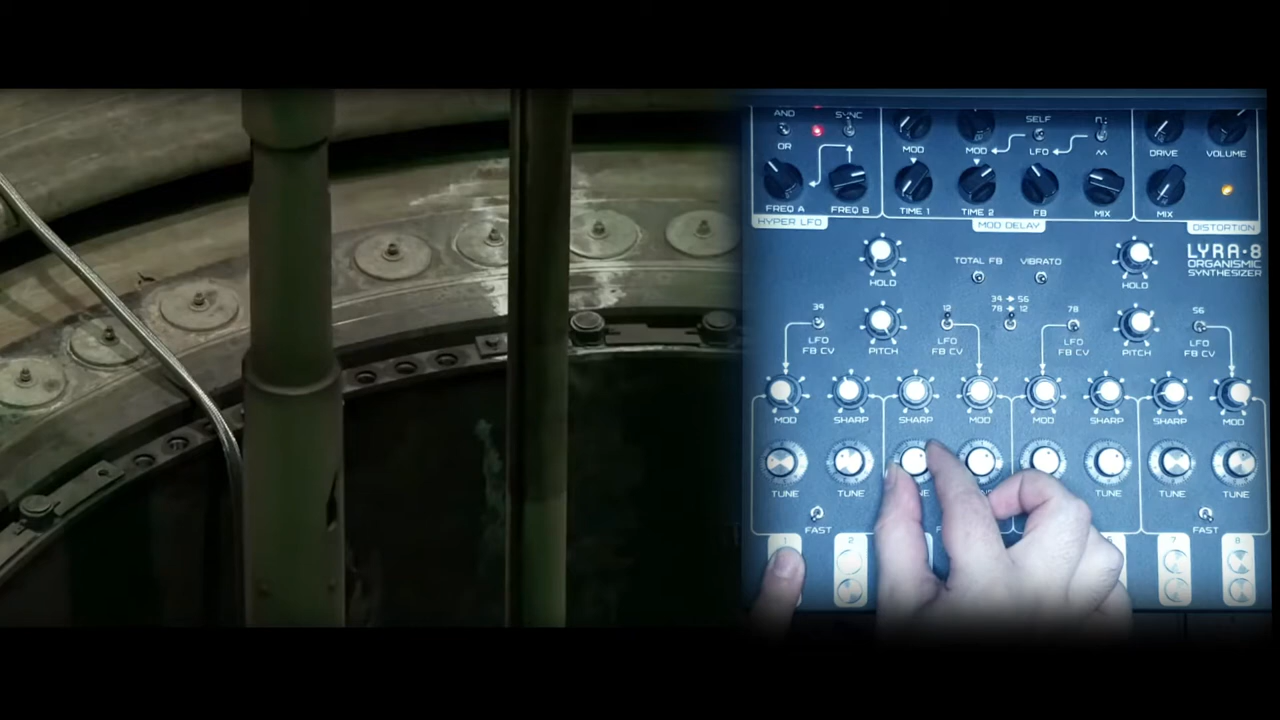 AND
SYNC
SELF
OR
MOD
MOD
LFO
DRIVE
VOLUME
FREQ A
FREQ B
TIME 1
TIME 2
FB
MIX
MIX
HYPER LFO
MOD DELAY
DISTORTION
LYRA-8
ORGANISMIC
SYNTHESIZER
TOTAL FB
VIBRATO
HOLD
HOLD
34 → 56
78 → 12
34
12
78
56
LFO
FB CV
PITCH
LFO
FB CV
LFO
FB CV
PITCH
LFO
FB CV
MOD
SHARP
SHARP
MOD
MOD
SHARP
SHARP
MOD
TUNE
TUNE
TUNE
TUNE
TUNE
FAST
FAST
1
2
7
8